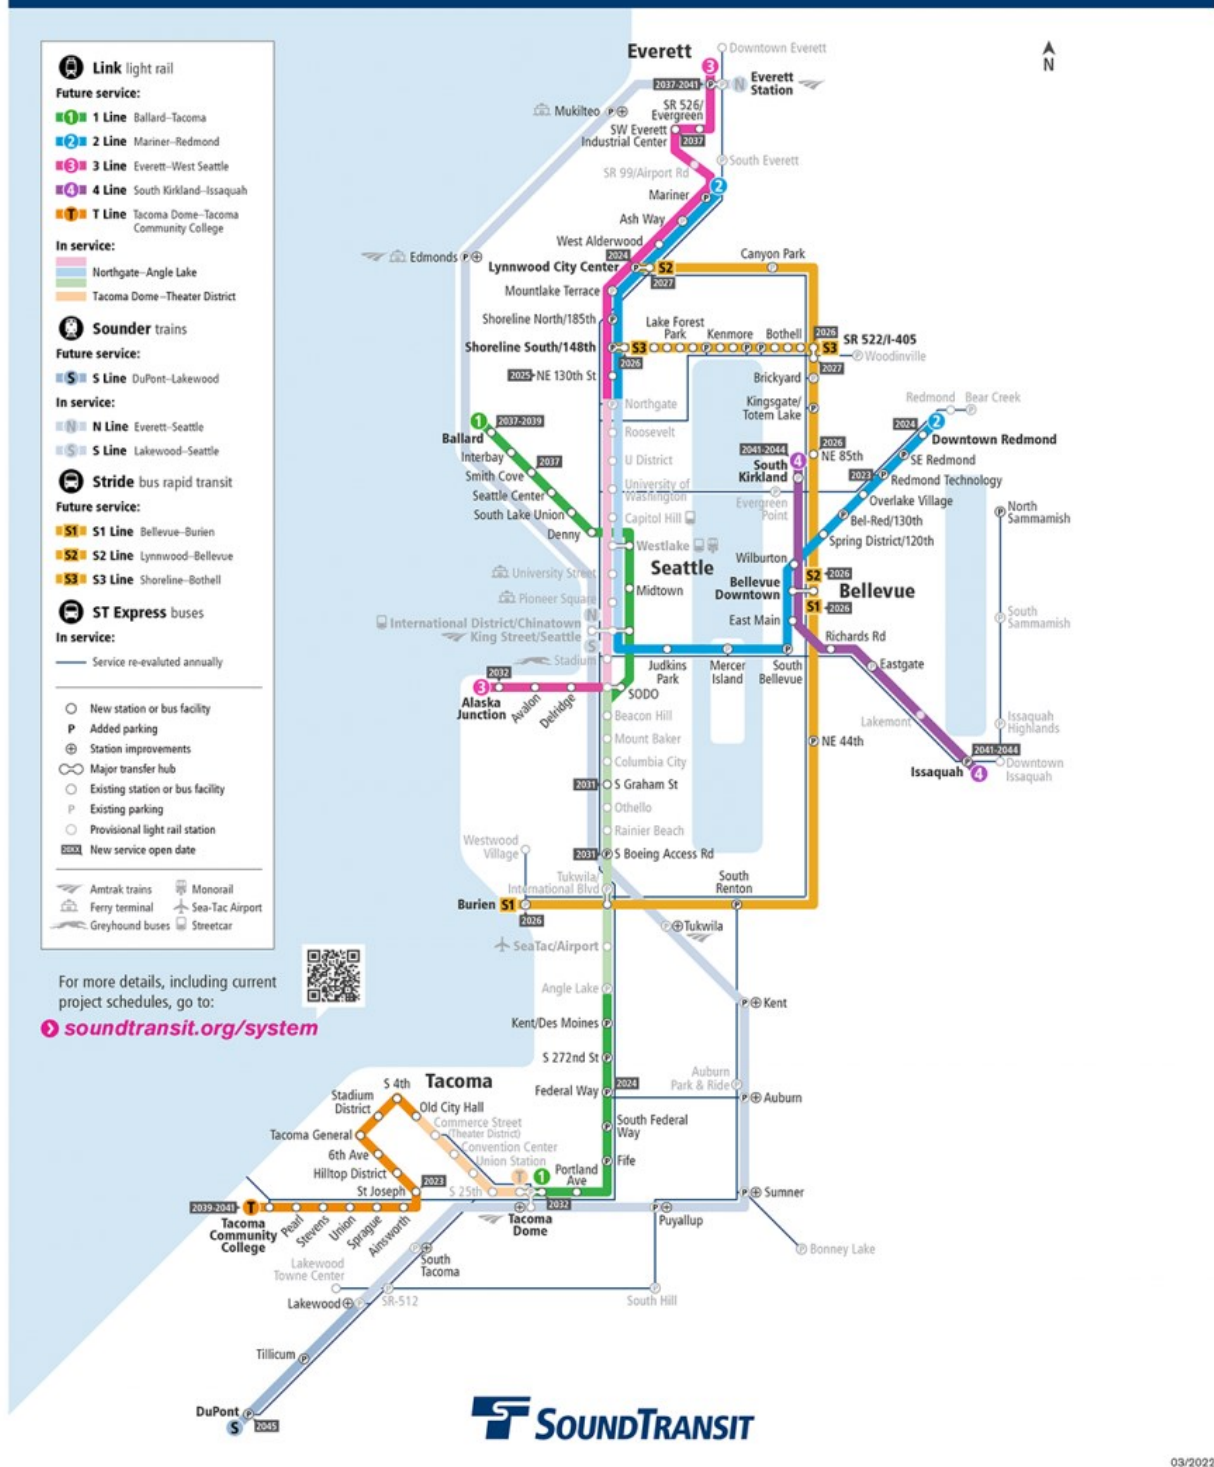 Link light rail
Future service:
1 1 Line Ballard–Tacoma
2 2 Line Mariner–Redmond
3 3 Line Everett–West Seattle
4 4 Line South Kirkland–Issaquah
T T Line Tacoma Dome–Tacoma
Community College
In service:
Northgate–Angle Lake
Tacoma Dome–Theater District
Sounder trains
Future service:
S S Line DuPont–Lakewood
In service:
N N Line Everett–Seattle
S S Line Lakewood–Seattle
Stride bus rapid transit
Future service:
S1 S1 Line Bellevue–Burien
S2 S2 Line Lynnwood–Bellevue
S3 S3 Line Shoreline–Bothell
ST Express buses
In service:
Service re-evaluted annually
New station or bus facility
P Added parking
Station improvements
Major transfer hub
Existing station or bus facility
P Existing parking
Provisional light rail station
20XX New service open date
Amtrak trains
Monorail
Ferry terminal
Sea-Tac Airport
Greyhound buses
Streetcar
For more details, including current
project schedules, go to:
soundtransit.org/system
N
Everett
Downtown Everett
3
2037-2041
P
P
N
Everett
Station
Mukilteo P
SR 526/
Evergreen
SW Everett
Industrial Center
2037
South Everett
SR 99/Airport Rd
2
Mariner
Ash Way
West Alderwood
Edmonds P
2024
Lynnwood City Center
S2
2027
Canyon Park
Mountlake Terrace
Shoreline North/185th
Lake Forest
Park
Kenmore
Bothell
2026
Shoreline South/148th
S3
S3
SR 522/I-405
Woodinville
2026
2027
2025
NE 130th St
Brickyard
Northgate
Kingsgate/
Totem Lake
Redmond
Bear Creek
1
2037-2039
Ballard
Roosevelt
2024
2
Downtown Redmond
Interbay
2037
U District
2041-2044
South
Kirkland
4
2026
NE 85th
SE Redmond
Smith Cove
2023
Redmond Technology
Seattle Center
University of
Washington
Evergreen
Point
Overlake Village
North
Sammamish
South Lake Union
Capitol Hill
Bel-Red/130th
Denny
Spring District/120th
Westlake
Seattle
Wilburton
University Street
S2
2026
Midtown
Bellevue
Downtown
Bellevue
Pioneer Square
S1
2026
N
International District/Chinatown
King Street/Seattle
S
East Main
South
Sammamish
Richards Rd
Stadium
Judkins
Park
Mercer
Island
South
Bellevue
Eastgate
2032
3
Alaska
Junction
Avalon
Delridge
SODO
Beacon Hill
Lakemont
Issaquah
Highlands
Mount Baker
NE 44th
2041-2044
Columbia City
Issaquah
4
Downtown
Issaquah
2031
S Graham St
Othello
Rainier Beach
Westwood
Village
2031
S Boeing Access Rd
Tukwila/
International Blvd
South
Renton
Burien
S1
2026
Tukwila
SeaTac/Airport
Angle Lake
Kent
Kent/Des Moines
S 272nd St
Tacoma
S 4th
Auburn
Park & Ride
Federal Way
2024
Stadium
District
Old City Hall
Auburn
Commerce Street
(Theater District)
South Federal
Way
Tacoma General
Convention Center
6th Ave
Union Station
Fife
Hilltop District
T
1
Portland
Ave
2023
St Joseph
S 25th
Sumner
2032
2039-2041
T
Tacoma
Community
College
Pearl
Stevens
Union
Sprague
Ainsworth
Tacoma
Dome
Puyallup
South
Tacoma
Bonney Lake
Lakewood
Towne Center
SR-512
South Hill
Lakewood
Tillicum
DuPont
S
2045
SOUNDTRANSIT
03/2022